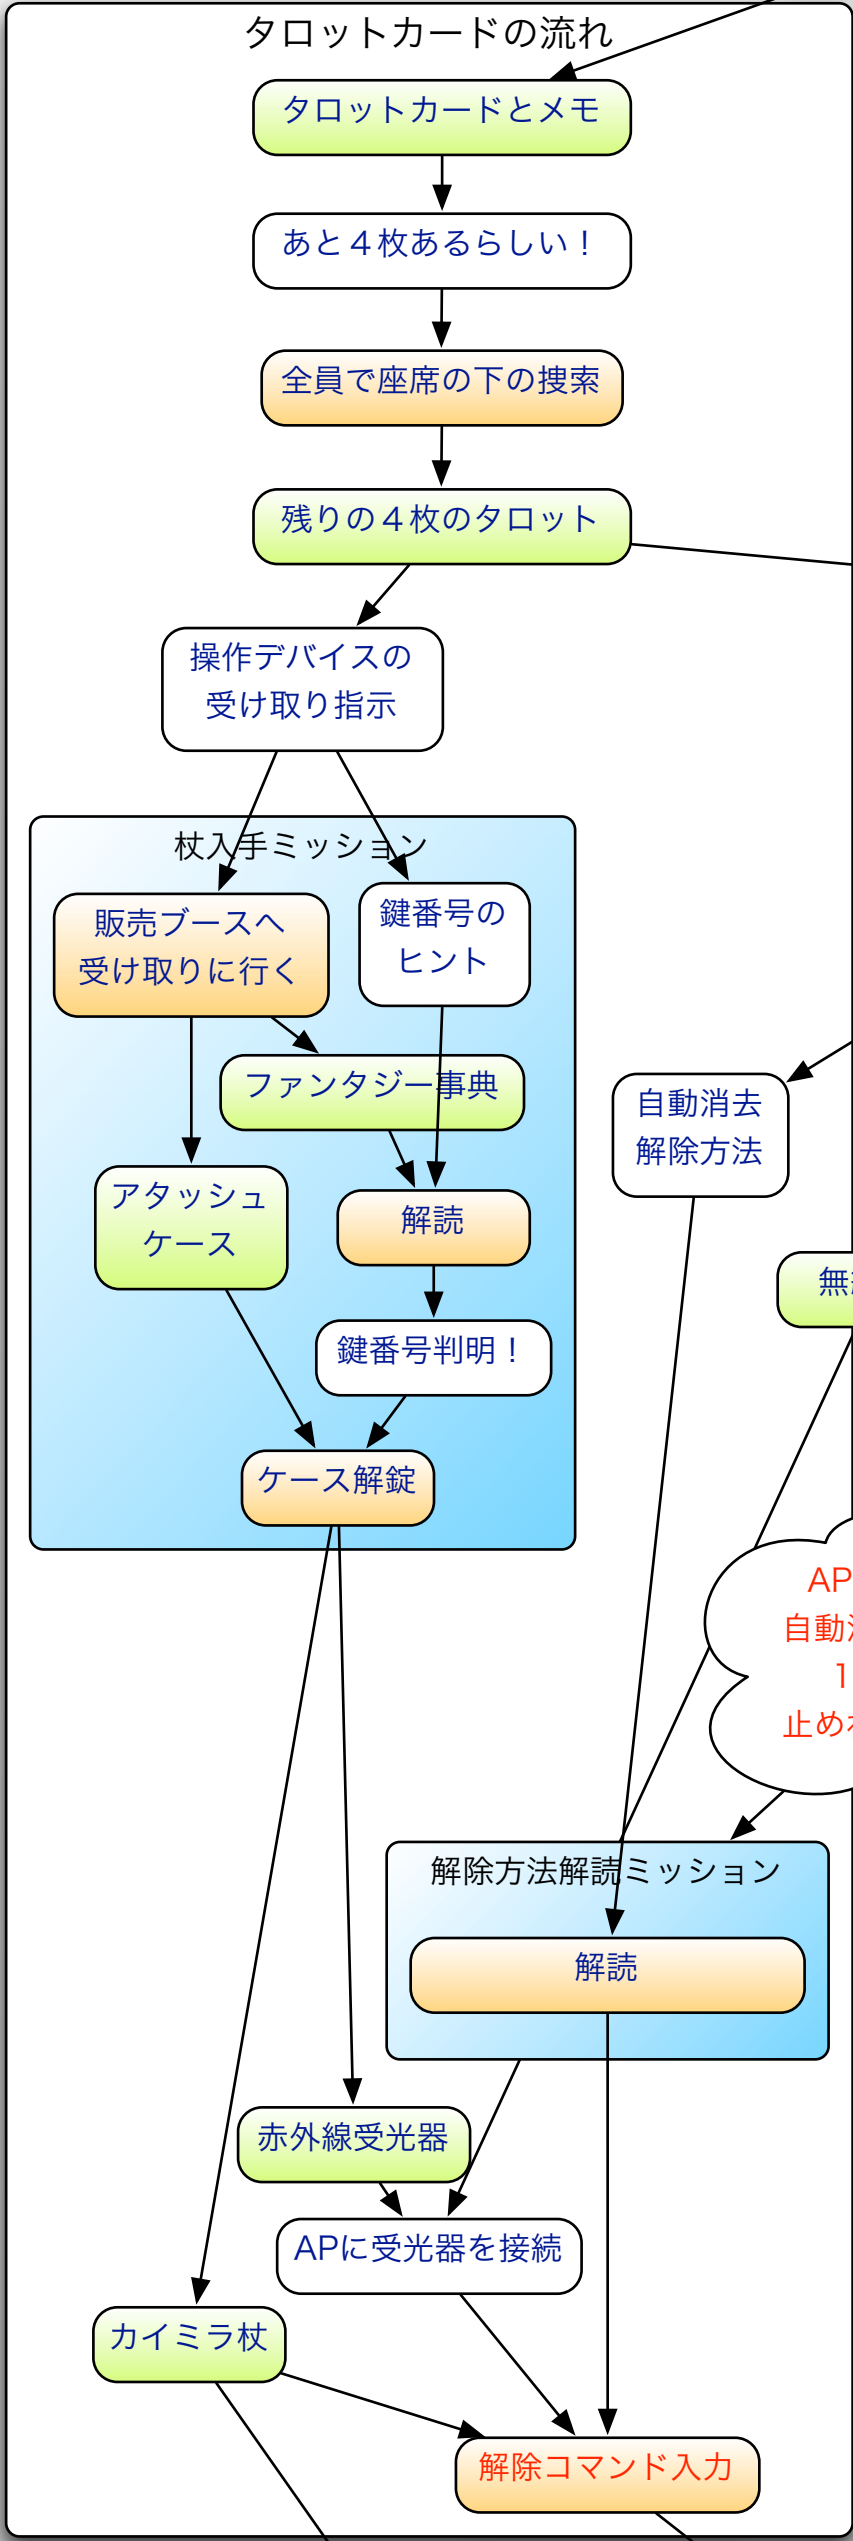 タロットカードの流れ
タロットカードとメモ
あと４枚あるらしい！
全員で座席の下の捜索
残りの４枚のタロット
操作デバイスの
受け取り指示
杖入手ミッション
販売ブースへ
受け取りに行く
鍵番号の
ヒント
ファンタジー事典
自動消去
解除方法
アタッシュ
ケース
解読
無
鍵番号判明！
ケース解錠
AP
自動
1
止め
解除方法解読ミッション
解読
赤外線受光器
APに受光器を接続
カイミラ杖
解除コマンド入力